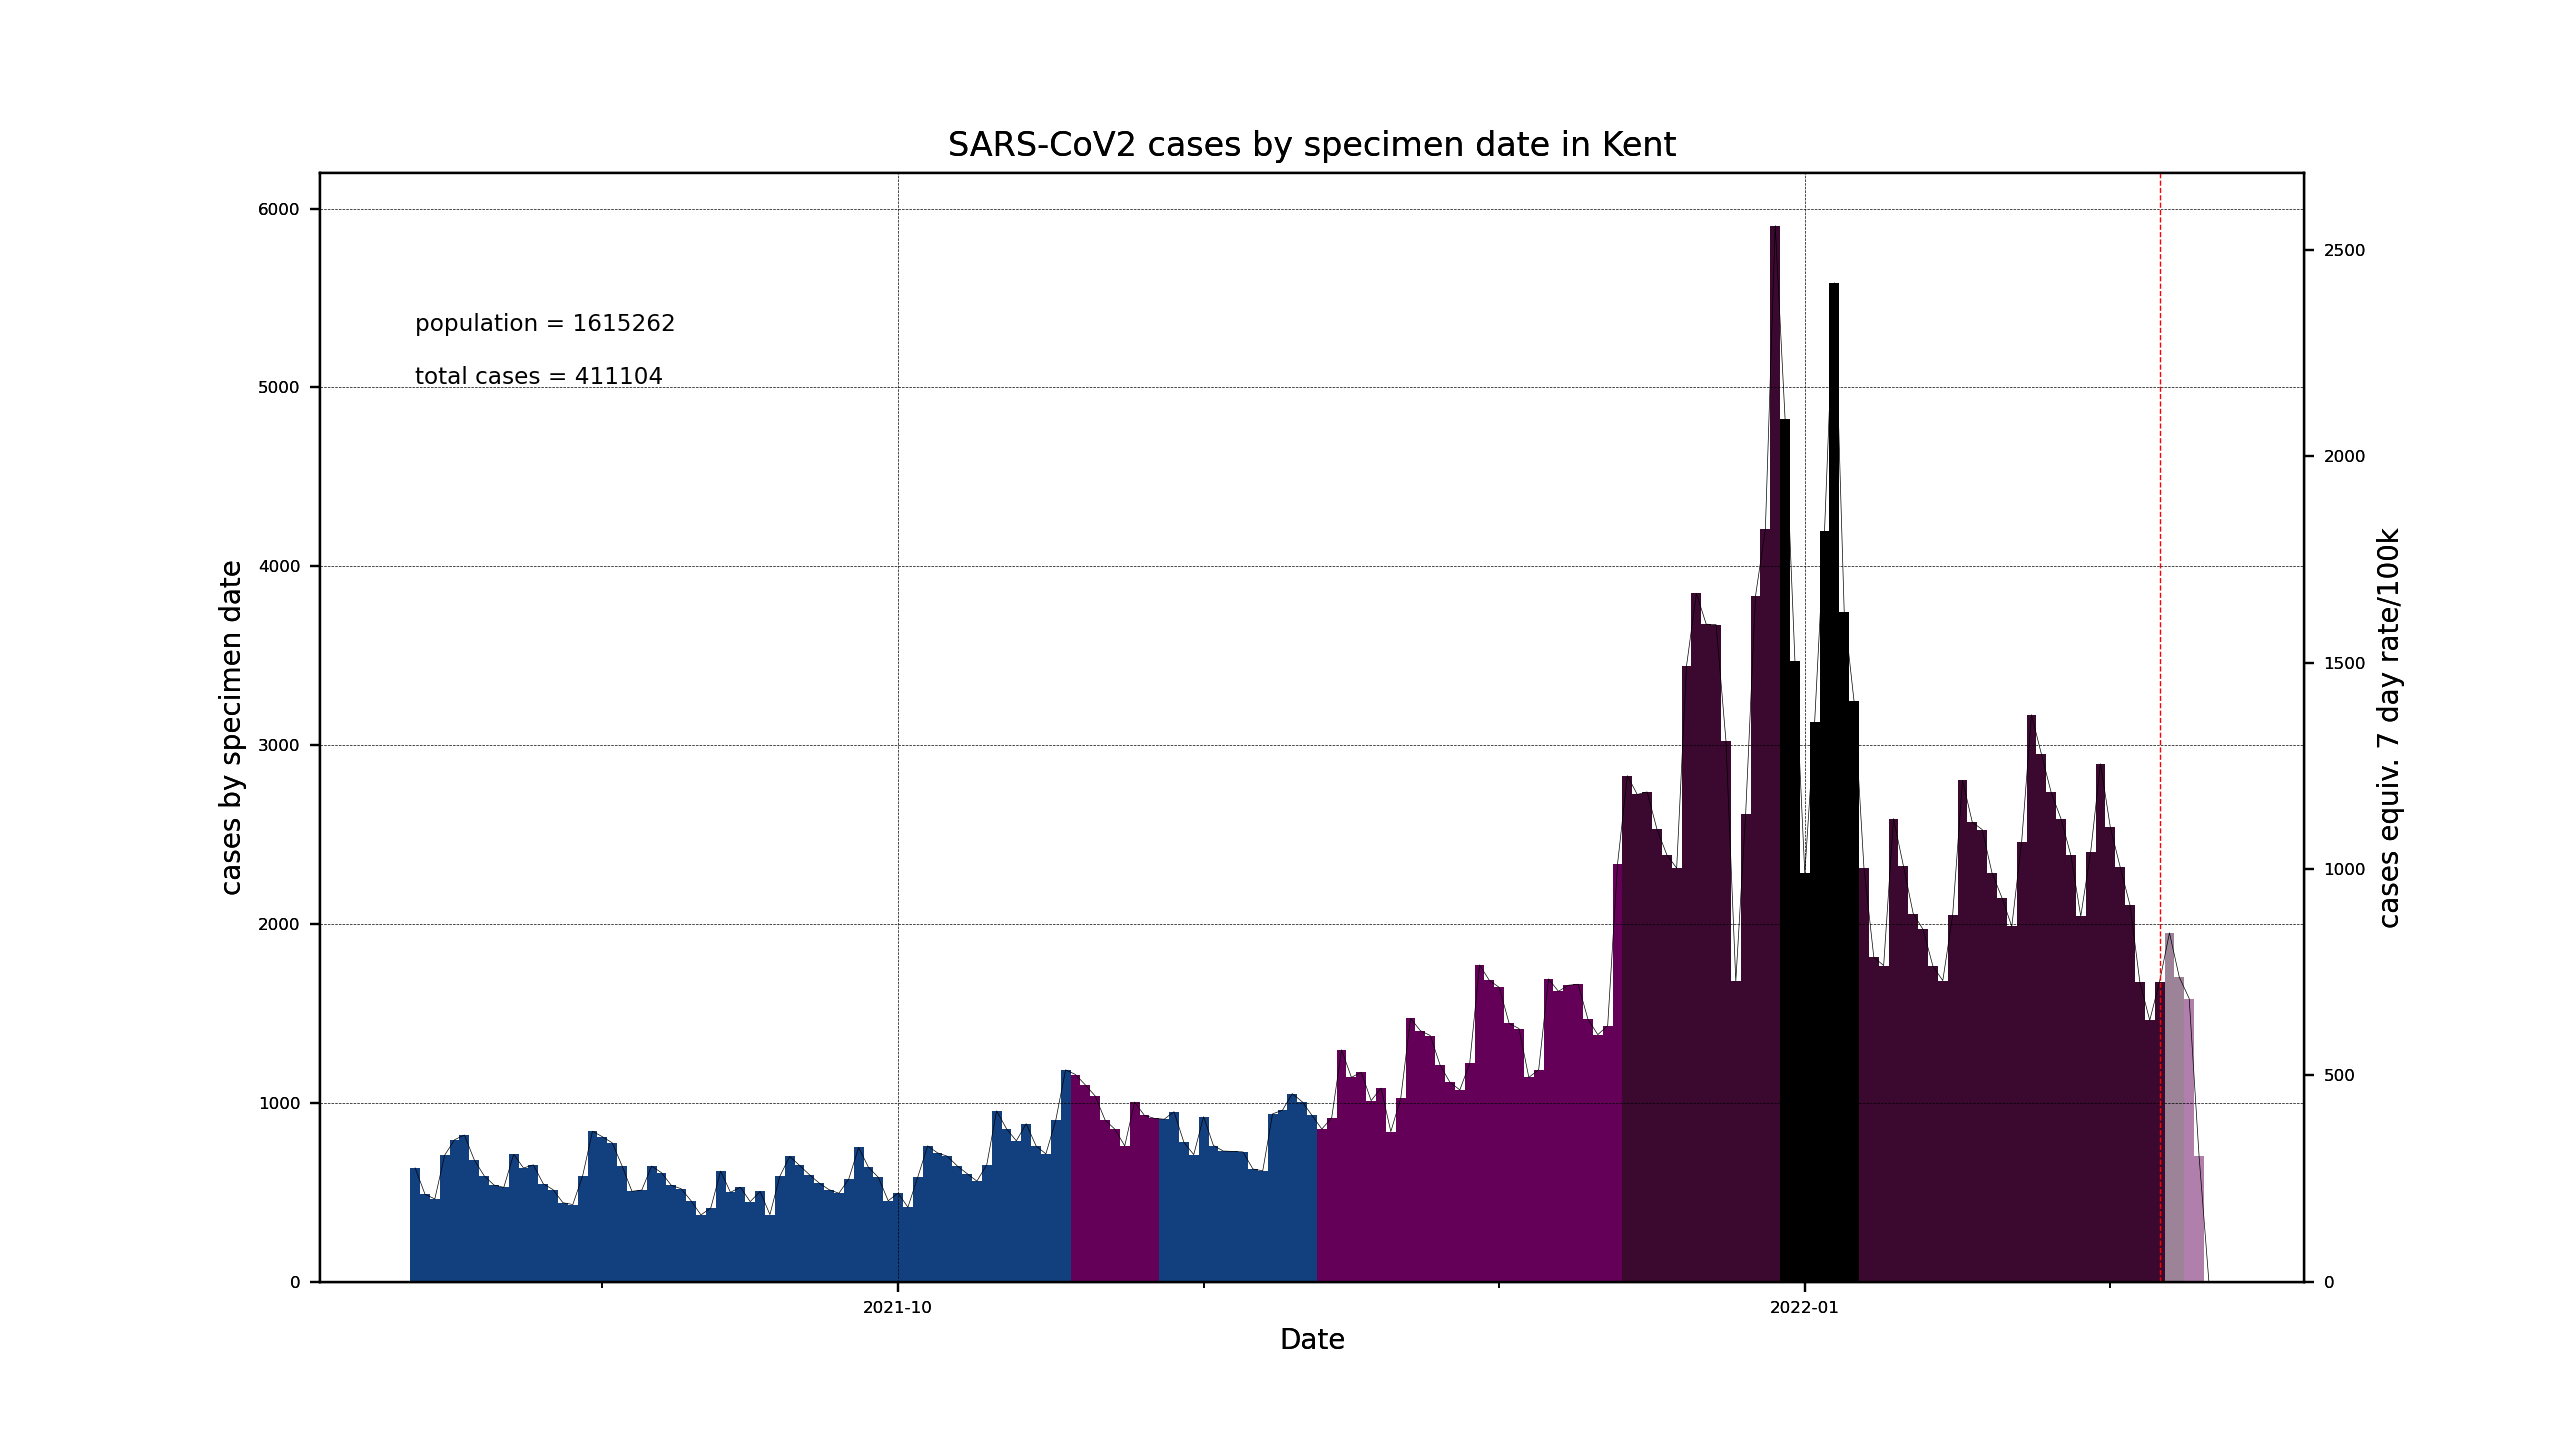 SARS-CoV2 cases by specimen date in Kent
6000
5000
4000
3000
2000
1000
0
cases by specimen date
population = 1615262
total cases = 411104
2500
2000
1500
1000
500
0
cases equiv. 7 day rate/100k
2021-10
2022-01
Date